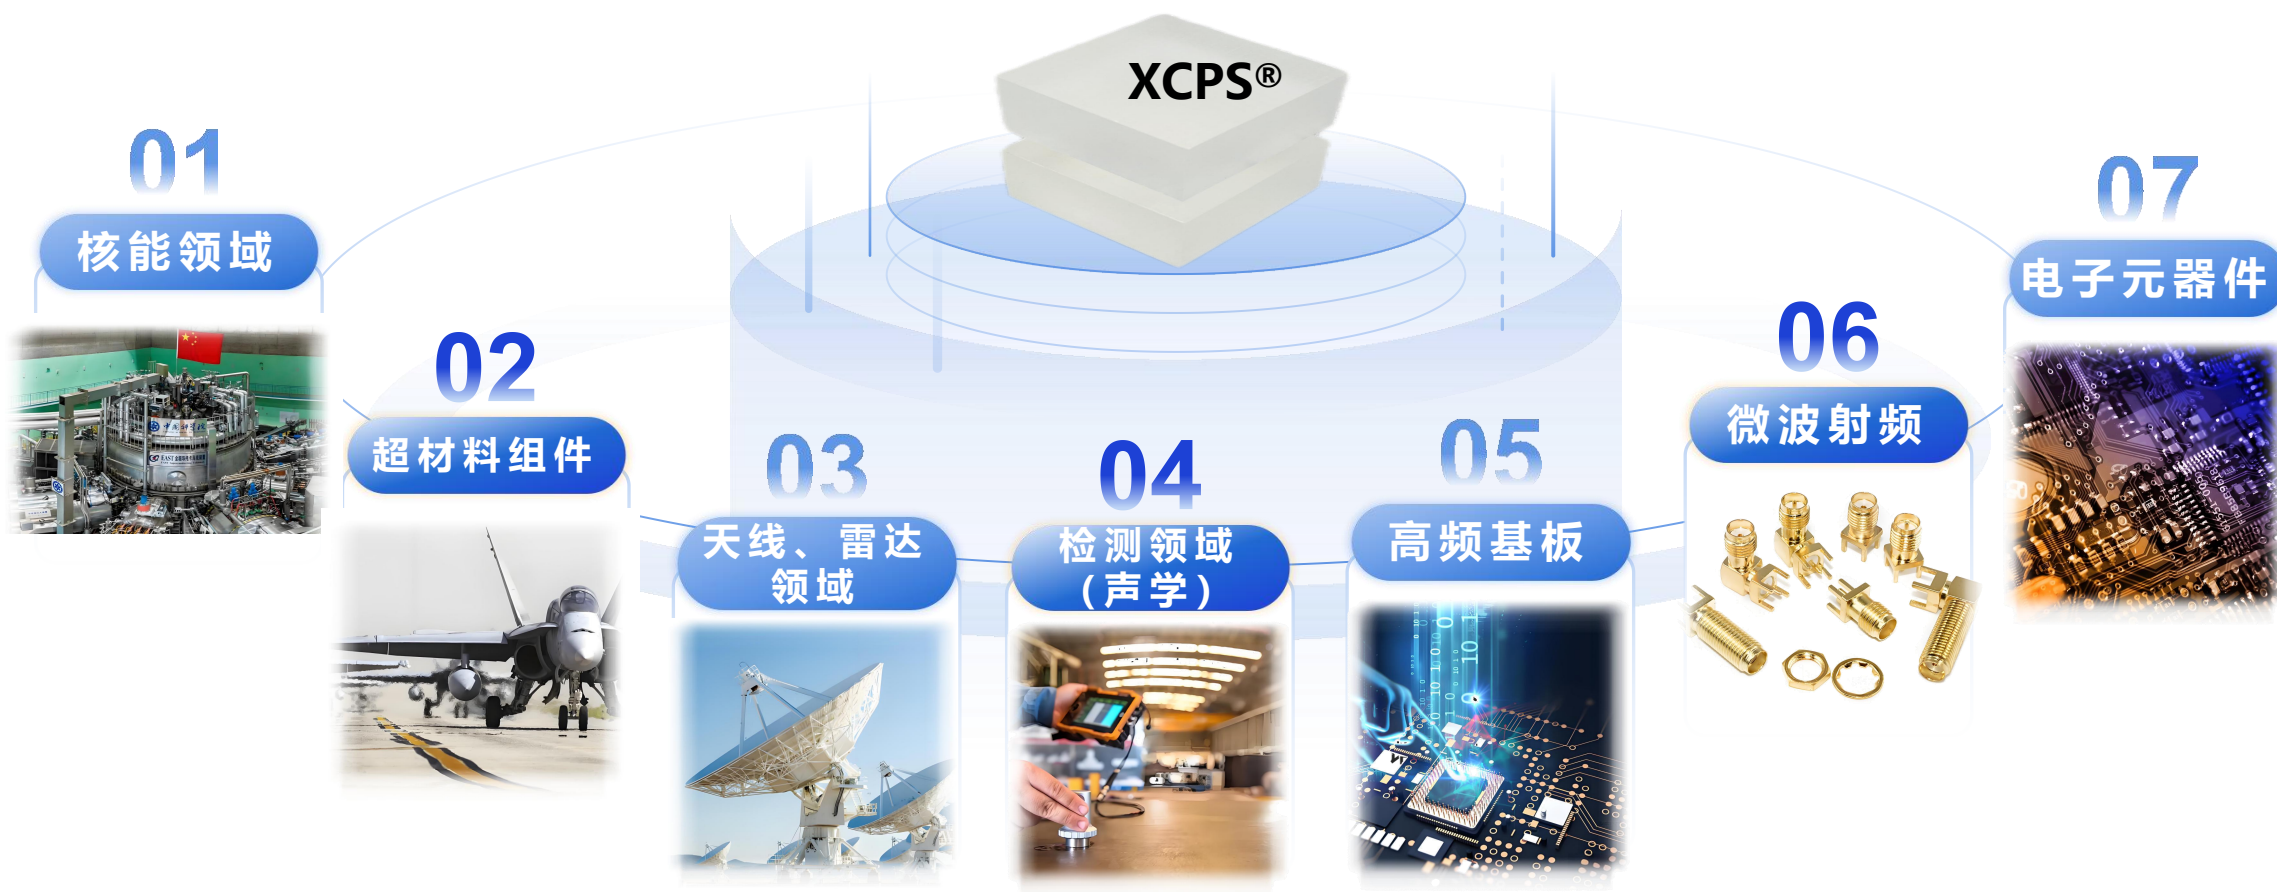 XCPS®
01
核能领域
02
超材料组件
03
天线、雷达
领域
04
检测领域
(声学)
05
高频基板
06
微波射频
07
电子元器件